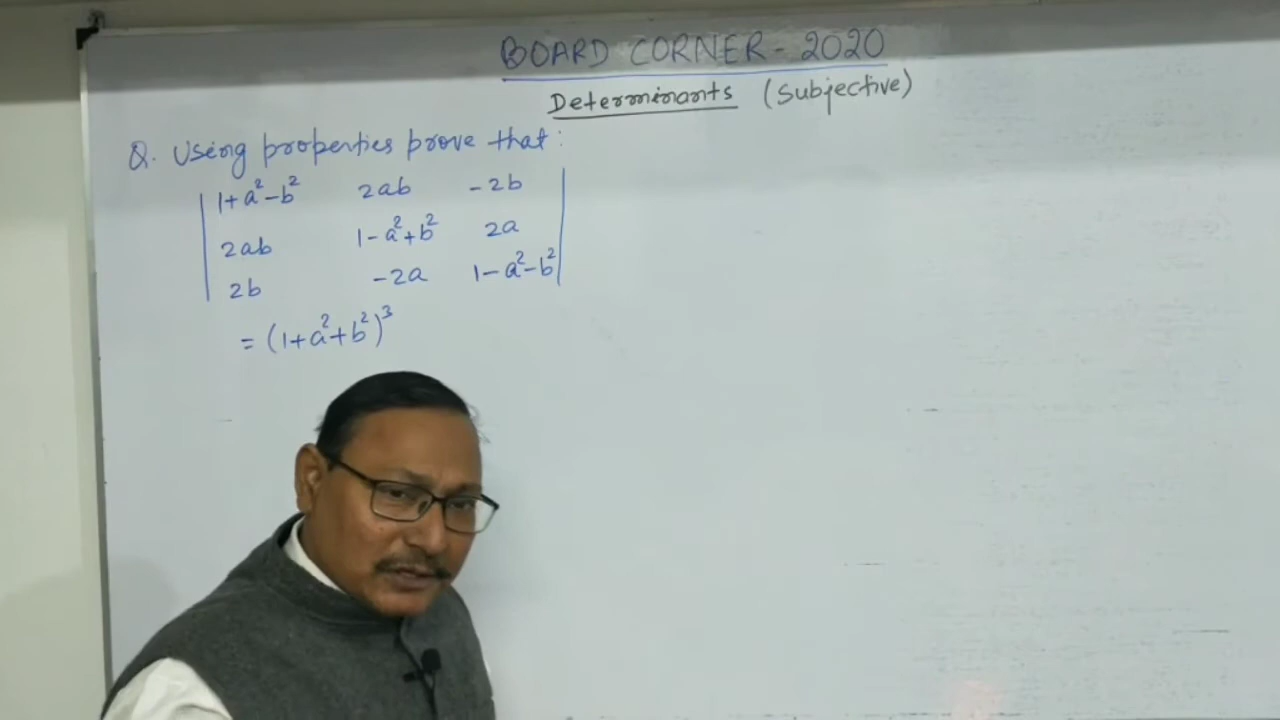 BOARD CORNER - 2020
Determinants (Subjective)
Q. Using properties prove that:
| 1+a²-b² 2ab -2b |
| 2ab 1-a²+b² 2a |
| 2b -2a 1-a²-b² |
= (1+a²+b²)³